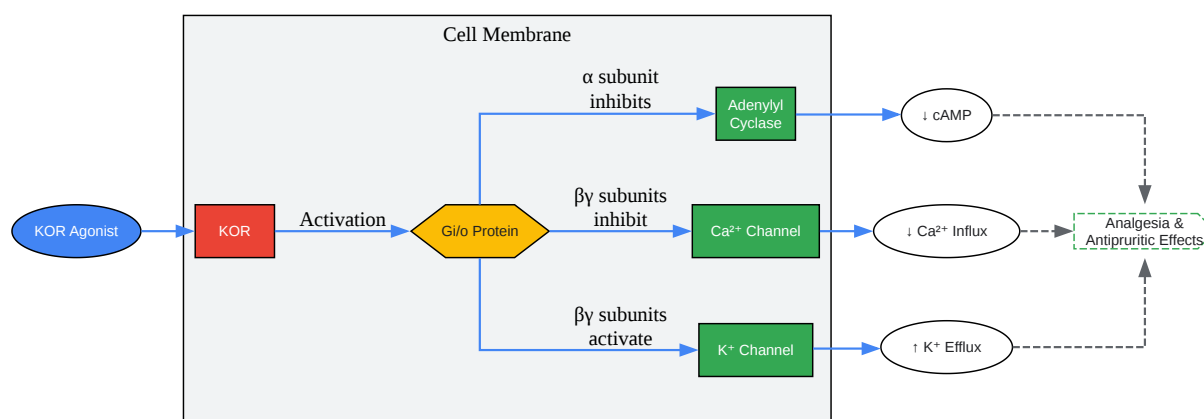 Cell Membrane
α subunit
inhibits
Adenylyl
Cyclase
↓ cAMP
KOR Agonist
KOR
Activation
Gi/o Protein
βγ subunits
inhibit
Ca²⁺ Channel
↓ Ca²⁺ Influx
Analgesia &
Antipruritic Effects
βγ subunits
activate
K⁺ Channel
↑ K⁺ Efflux